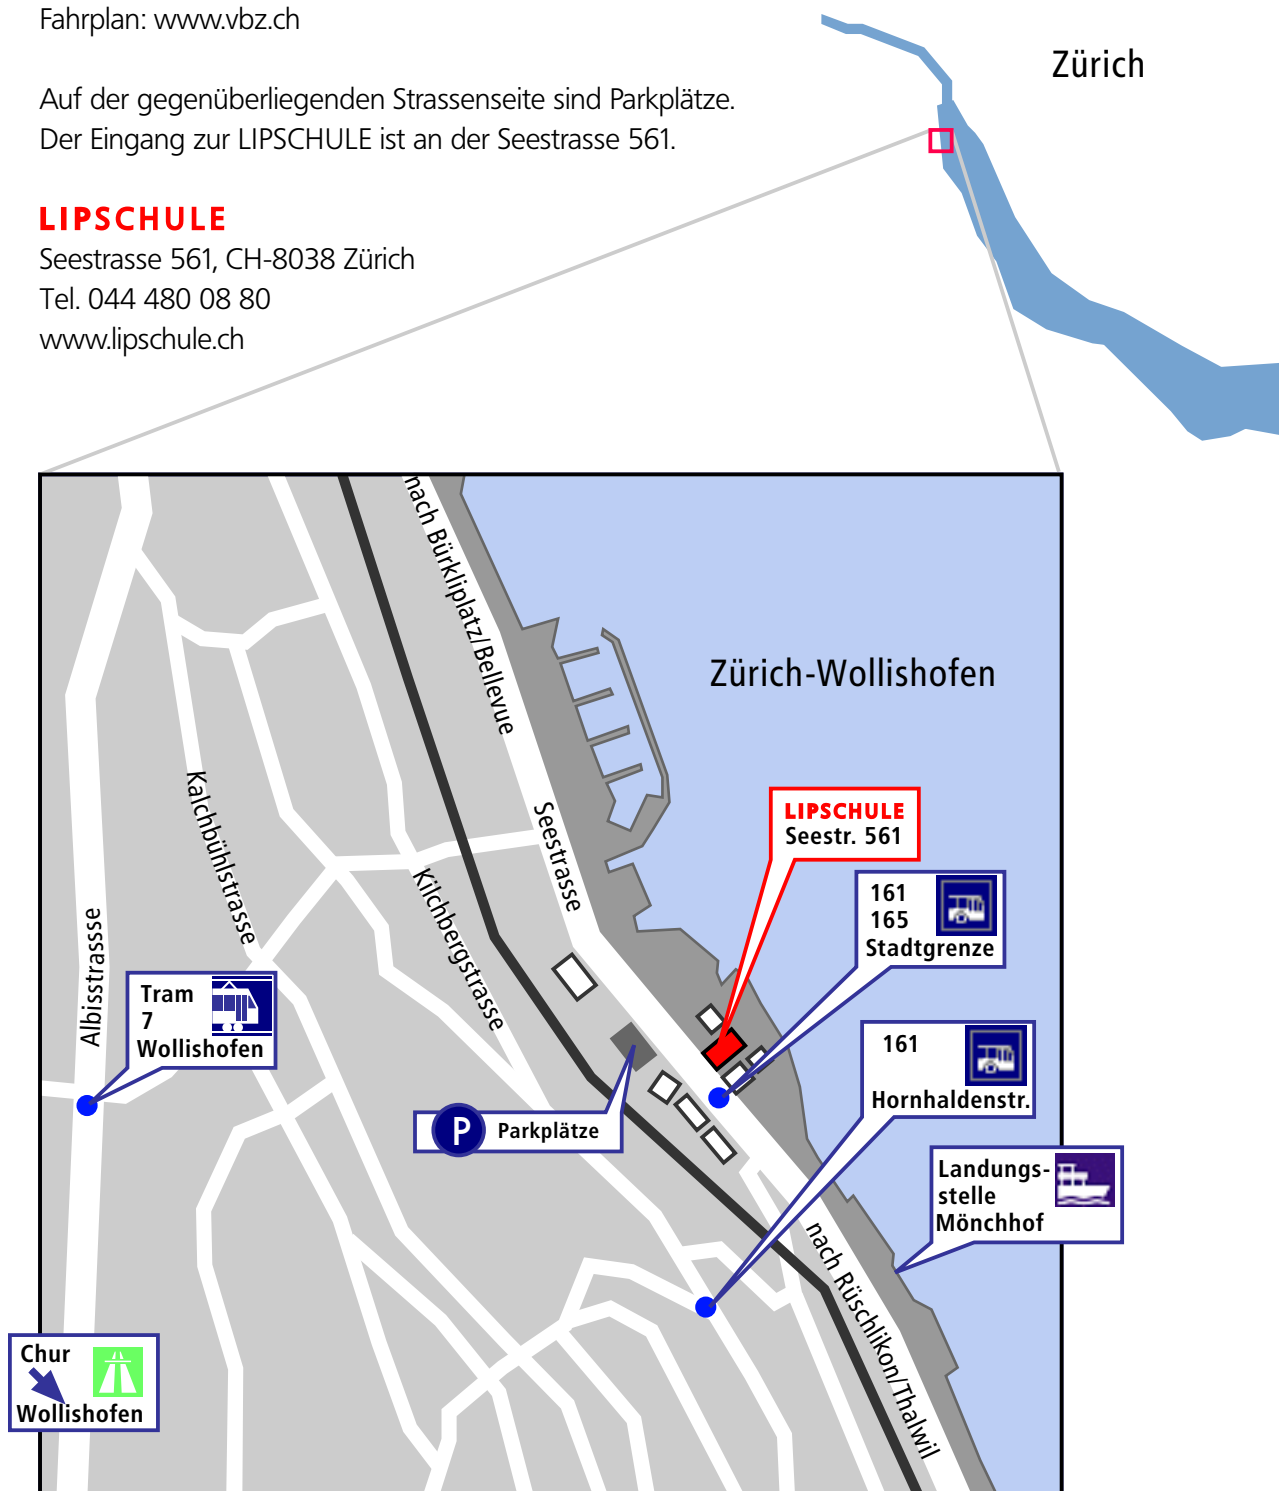 Fahrplan: www.vbz.ch
Zürich
Auf der gegenüberliegenden Strassenseite sind Parkplätze.
Der Eingang zur LIPSCHULE ist an der Seestrasse 561.
LIPSCHULE
Seestrasse 561, CH-8038 Zürich
Tel. 044 480 08 80
www.lipschule.ch
nach Bürkliplatz/Bellevue
Zürich-Wollishofen
Kalchbühlstrasse
Seestrasse
LIPSCHULE
Seestr. 561
Kilchbergstrasse
161
165
Stadtgrenze
Albisstrassse
Tram
7
Wollishofen
161
Hornhaldenstr.
P Parkplätze
Landungs-
stelle
Mönchhof
nach Rüschlikon/Thalwil
Chur
Wollishofen